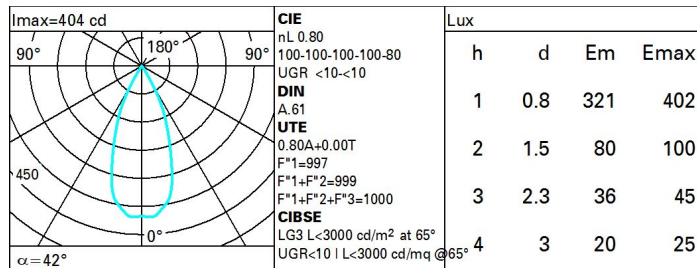 Imax=404 cd
90° 180° 90°
450
0°
α=42°
CIE
nL 0.80
100-100-100-100-80
UGR <10-<10
DIN
A.61
UTE
0.80A+0.00T
F"1=997
F"1+F"2=999
F"1+F"2+F"3=1000
CIBSE
LG3 L<3000 cd/m² at 65°
UGR<10 | L<3000 cd/mq @65°
Lux
h d Em Emax
1 0.8 321 402
2 1.5 80 100
3 2.3 36 45
4 3 20 25